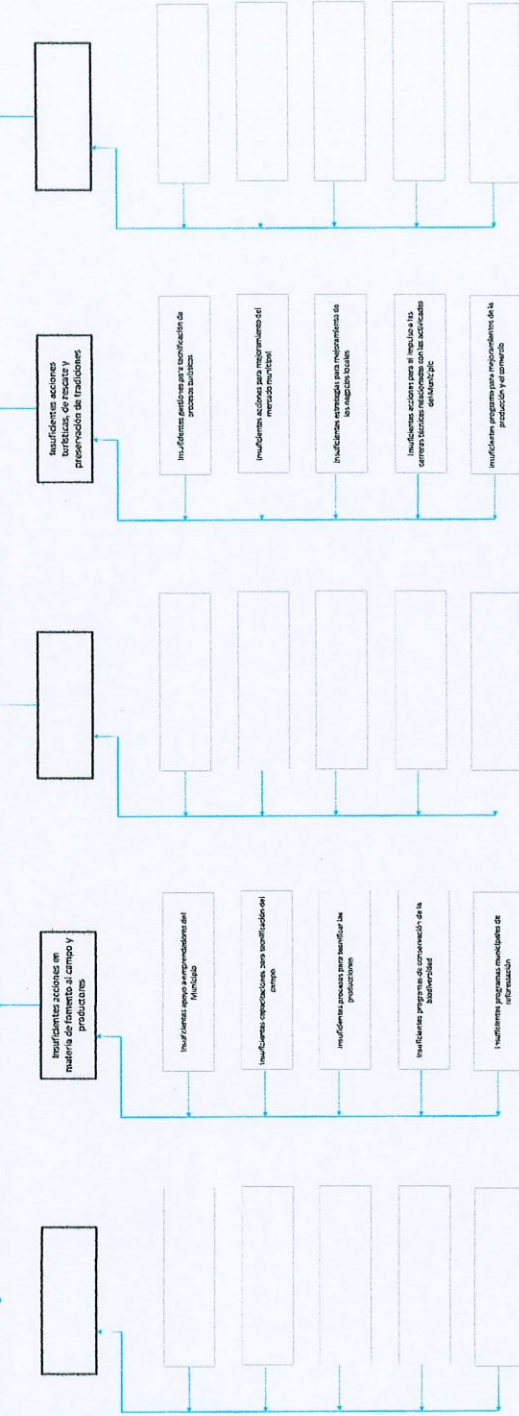 Insuficientes acciones en
materia de fomento al campo y
productores
Insuficientes apoyo a emprendedores del
Municipio
Insuficientes capacitaciones para tecnificación del
campo
Insuficientes procesos para tecnificar las
producciones
Insuficientes programas de conservación de la
biodiversidad
Insuficientes programas municipales de
reforestación
Insuficientes acciones
turísticas, de rescate y
preservación de tradiciones
Insuficientes gestiones para tecnificación de
procesos turísticos
Insuficientes acciones para mejoramiento del
mercado municipal
Insuficientes estrategias para mejoramiento de
los negocios locales
Insuficientes acciones para el impulso a las
carreras técnicas relacionadas con las actividades
del Municipio
Insuficientes programa para mejoramientos de la
producción y el comercio